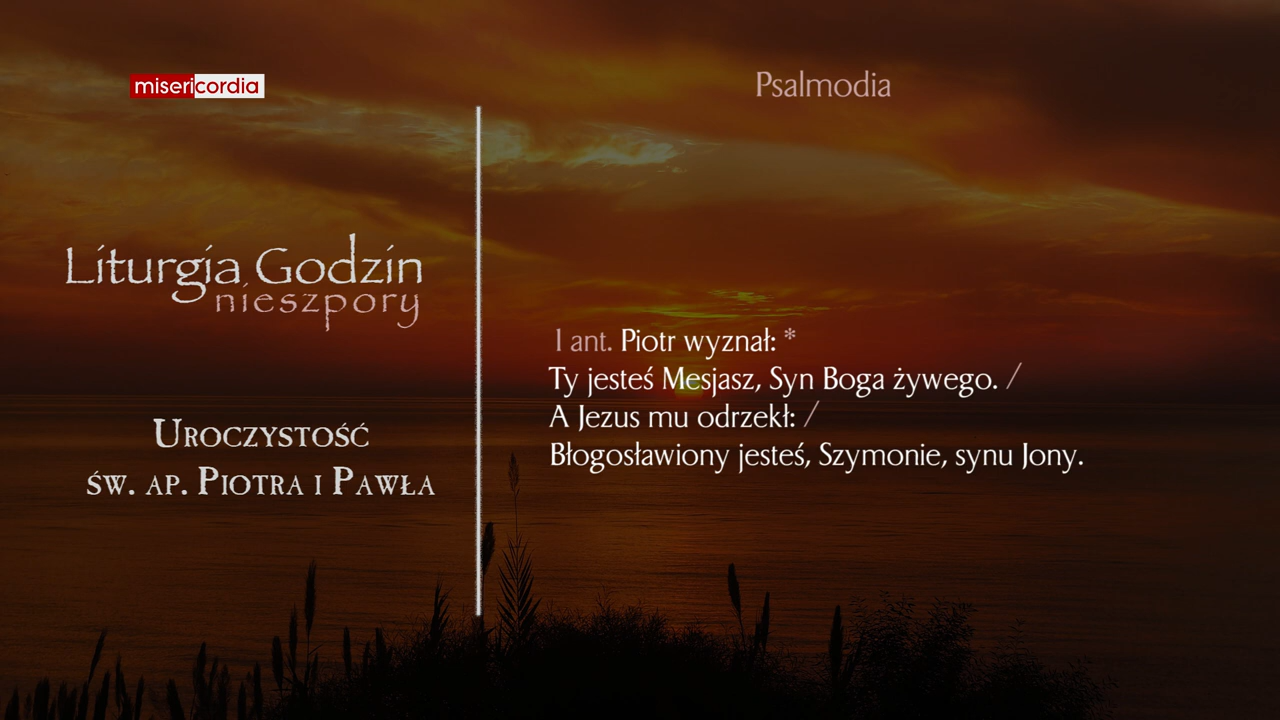 misericordia
Liturgia Godzin
nieszpory
Uroczystość
św. ap. Piotra i Pawła
Psalmodia
I ant. Piotr wyznał: *
Ty jesteś Mesjasz, Syn Boga żywego. /
A Jezus mu odrzekł: /
Błogosławiony jesteś, Szymonie, synu Jony.